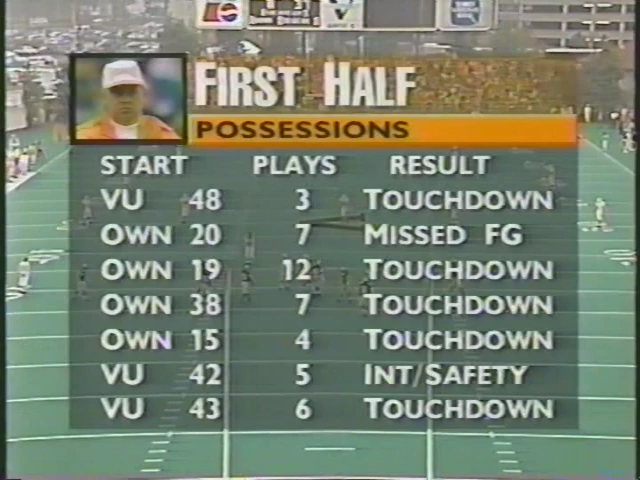 FIRST HALF
POSSESSIONS
START PLAYS RESULT
VU 48 3 TOUCHDOWN
OWN 20 7 MISSED FG
OWN 19 12 TOUCHDOWN
OWN 38 7 TOUCHDOWN
OWN 15 4 TOUCHDOWN
VU 42 5 INT/SAFETY
VU 43 6 TOUCHDOWN